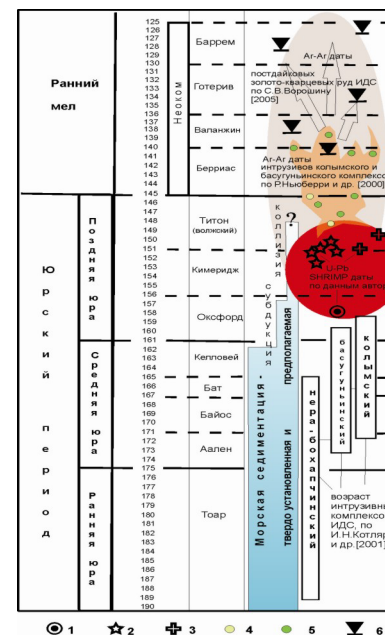 125
126
127
128
129
130
131
132
133
134
135
136
137
138
139
140
141
142
143
144
145
146
147
148
149
150
151
152
153
154
155
156
157
158
159
160
161
162
163
164
165
166
167
168
169
170
171
172
173
174
175
176
177
178
179
180
181
182
183
184
185
186
187
188
189
190
Ранний
мел
Юрский период
Поздняя юра
Средняя юра
Ранняя юра
Неоком
Баррем
Готерив
Валанжин
Берриас
Титон
(волжский)
Кимеридж
Оксфорд
Келловей
Бат
Байос
Аален
Тоар
Морская седиментация -
твердо установленная и
предполагаемая
субдукция
коллизия
?
Ar-Ar даты
постдайковых
золото-кварцевых руд ИДС
по С.В.Ворошину
[2005]
Ar-Ar даты
интрузивов колымского и
басугуньинского комплексо
по Р.Ньюберри и др. [2000]
U-Pb
SHRIMP даты
по данным автор
нера-бохапчинский
басугуньинский
колымский
возраст
интрузивны
комплексо
ИДС, по
И.Н.Котляр
и др.[2001]
1 2 3 4 5 6